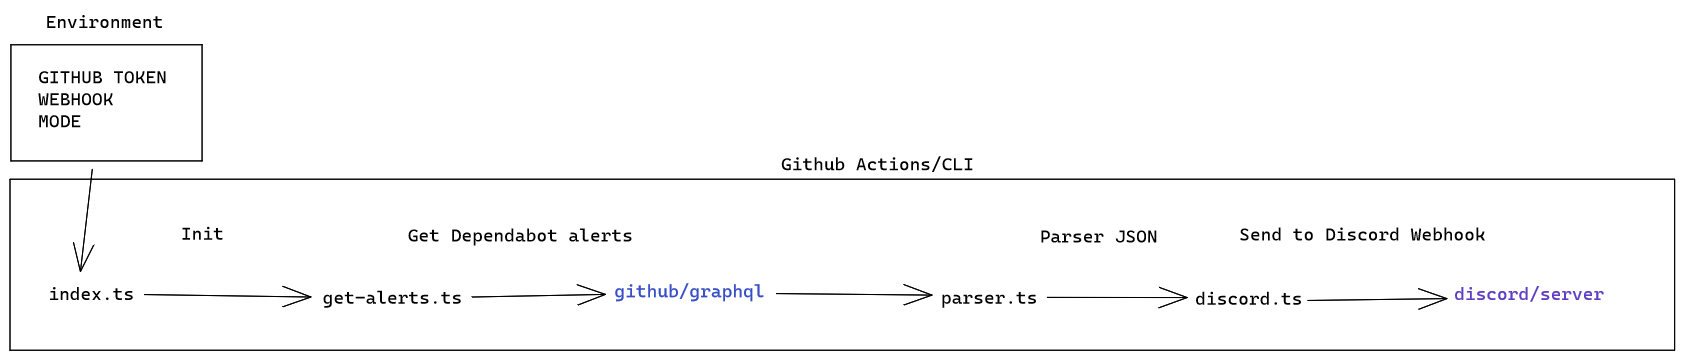 Environment
GITHUB TOKEN
WEBHOOK
MODE
Github Actions/CLI
Init
Get Dependabot alerts
Parser JSON
Send to Discord Webhook
index.ts
get-alerts.ts
github/graphql
parser.ts
discord.ts
discord/server